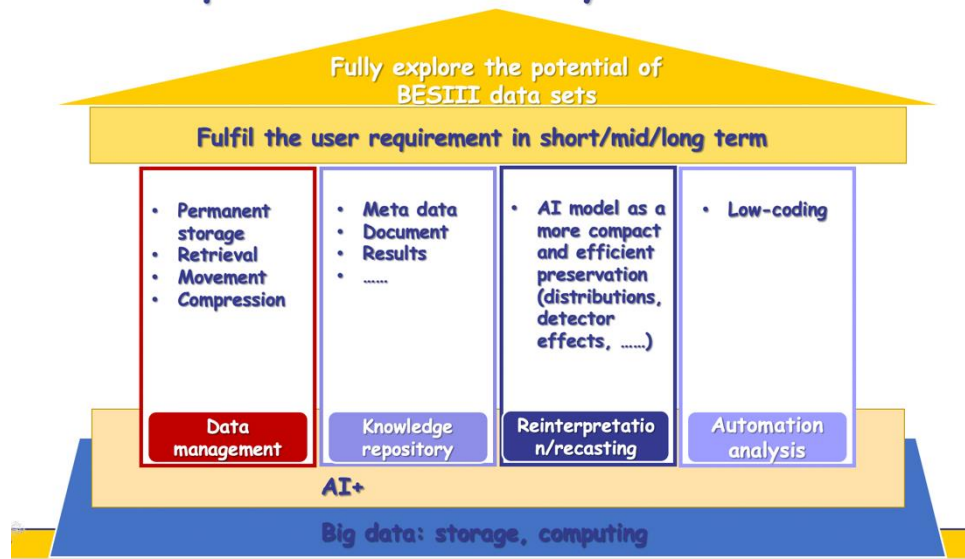 Fully explore the potential of
BESIII data sets
Fulfil the user requirement in short/mid/long term
• Permanent
storage
• Retrieval
• Movement
• Compression
Data
management
• Meta data
• Document
• Results
• ......
Knowledge
repository
• AI model as a
more compact
and efficient
preservation
(distributions,
detector
effects, ......)
Reinterpretatio
n/recasting
• Low-coding
Automation
analysis
AI+
Big data: storage, computing